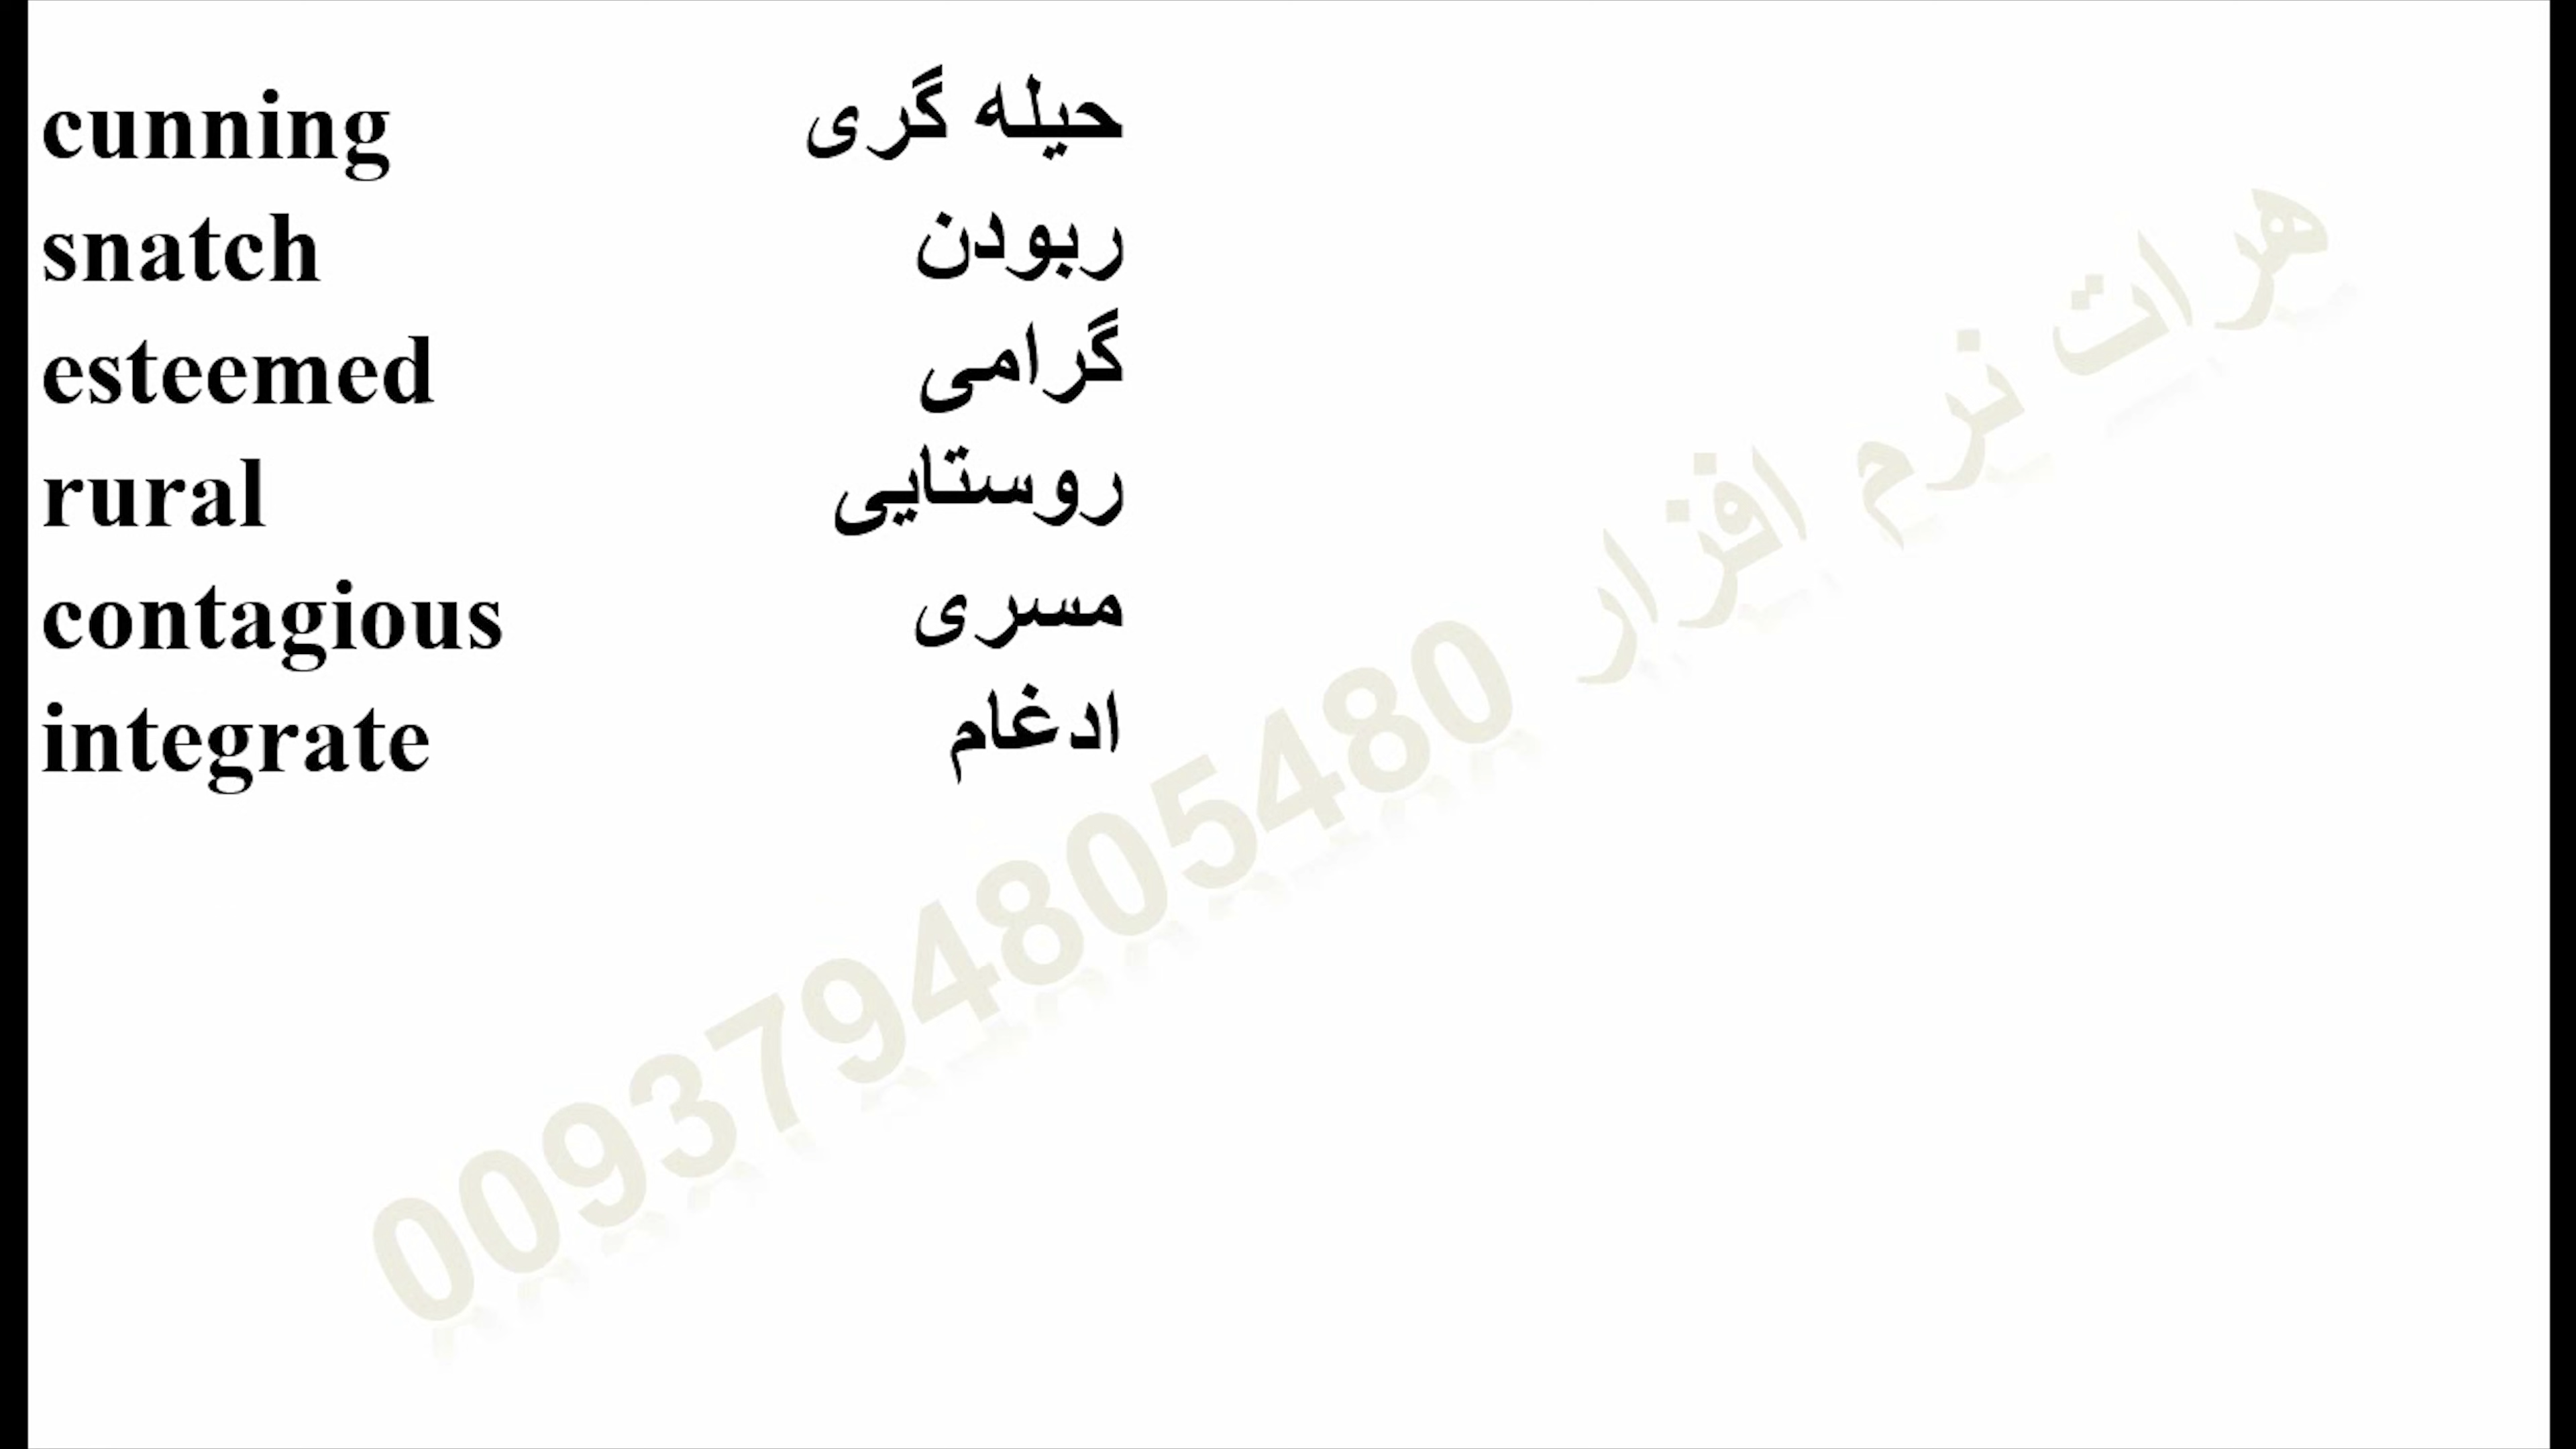 cunning حیله گری
snatch ربودن
esteemed گرامی
rural روستایی
contagious مسری
integrate ادغام
هرات نرم افزار 0093794805480